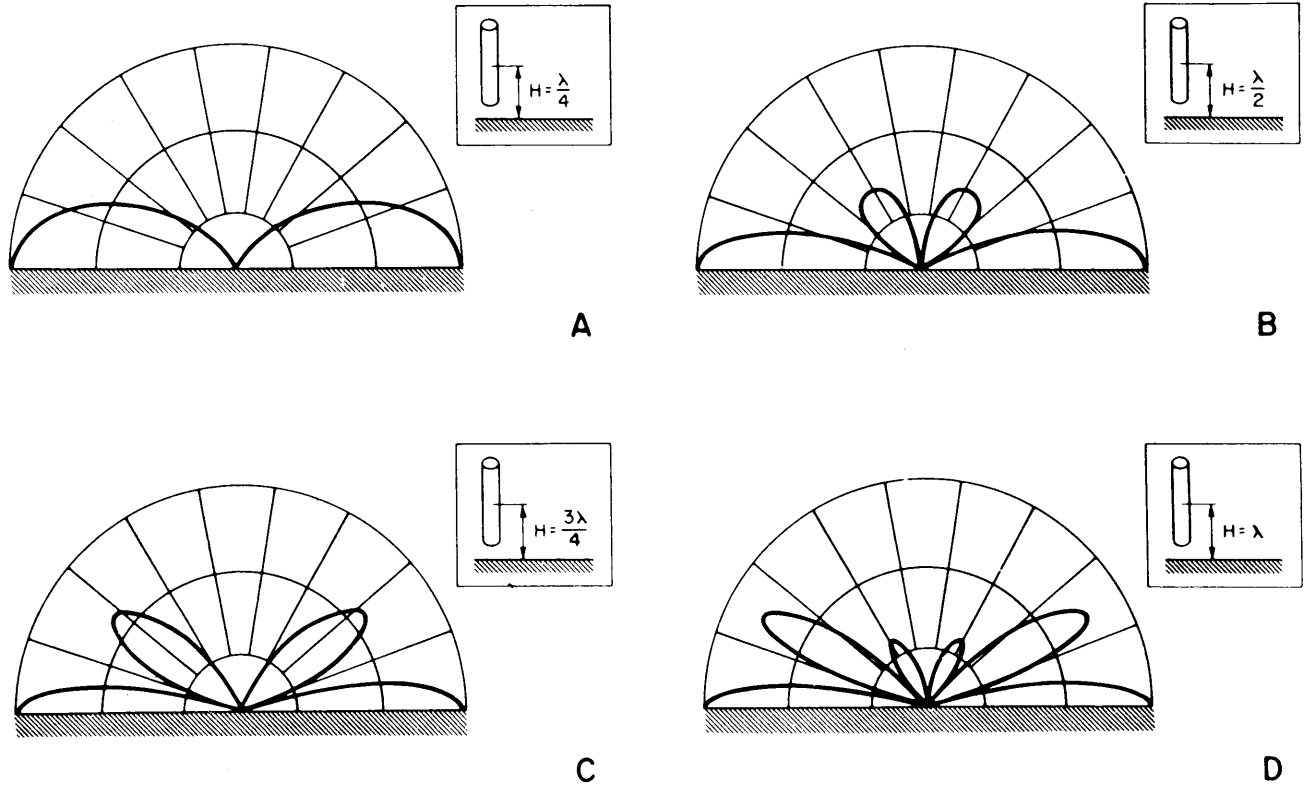 H = λ/4
A
H = λ/2
B
H = 3λ/4
C
H = λ
D